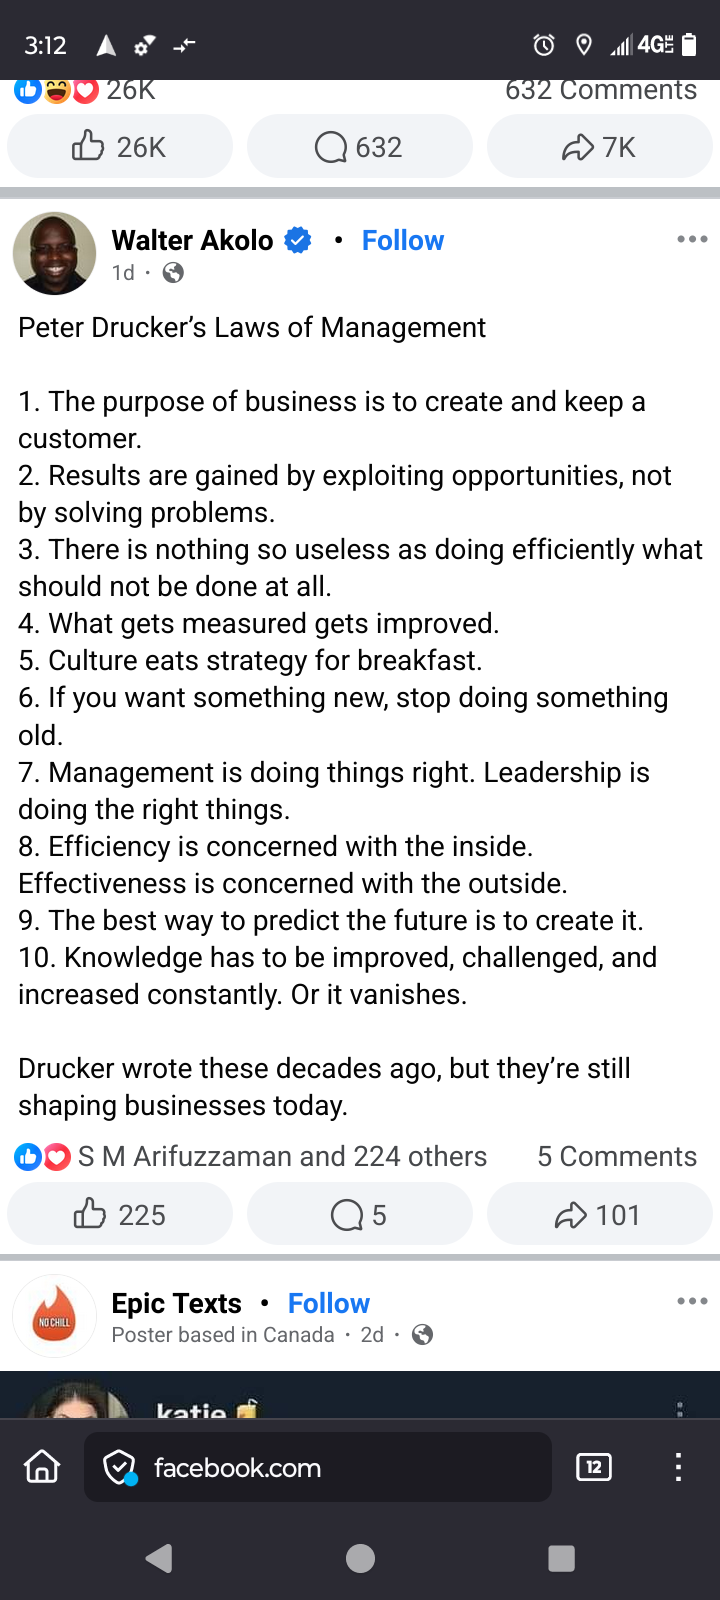 3:12 4G LTE
26K 632 Comments
26K 632 7K
Walter Akolo • Follow
1d ·
Peter Drucker’s Laws of Management
1. The purpose of business is to create and keep a
customer.
2. Results are gained by exploiting opportunities, not
by solving problems.
3. There is nothing so useless as doing efficiently what
should not be done at all.
4. What gets measured gets improved.
5. Culture eats strategy for breakfast.
6. If you want something new, stop doing something
old.
7. Management is doing things right. Leadership is
doing the right things.
8. Efficiency is concerned with the inside.
Effectiveness is concerned with the outside.
9. The best way to predict the future is to create it.
10. Knowledge has to be improved, challenged, and
increased constantly. Or it vanishes.
Drucker wrote these decades ago, but they’re still
shaping businesses today.
S M Arifuzzaman and 224 others 5 Comments
225 5 101
NO CHILL
Epic Texts • Follow
Poster based in Canada · 2d ·
katie
facebook.com 12